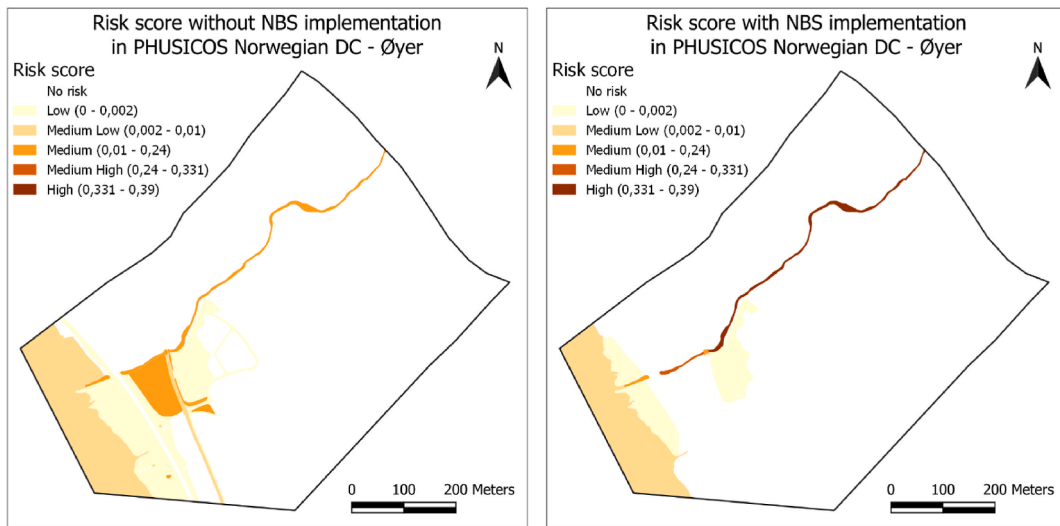 Risk score without NBS implementation
in PHUSICOS Norwegian DC - Øyer
N
Risk score
No risk
Low (0 - 0,002)
Medium Low (0,002 - 0,01)
Medium (0,01 - 0,24)
Medium High (0,24 - 0,331)
High (0,331 - 0,39)
0 100 200 Meters
Risk score with NBS implementation
in PHUSICOS Norwegian DC - Øyer
N
Risk score
No risk
Low (0 - 0,002)
Medium Low (0,002 - 0,01)
Medium (0,01 - 0,24)
Medium High (0,24 - 0,331)
High (0,331 - 0,39)
0 100 200 Meters